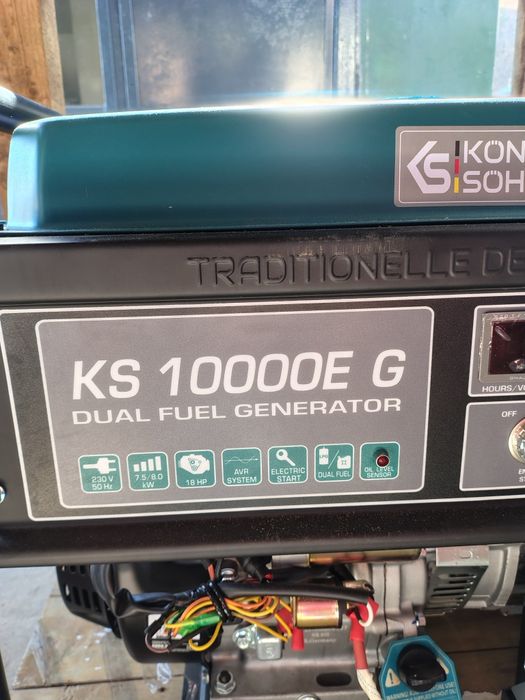 KÖN
SÖH
TRADITIONELLE DE
KS 10000E G
DUAL FUEL GENERATOR
230 V
50 Hz
7.5/8.0
kW
18 HP
AVR
SYSTEM
ELECTRIC
START
DUAL FUEL
OIL LEVEL
SENSOR
HOURS/V
OFF